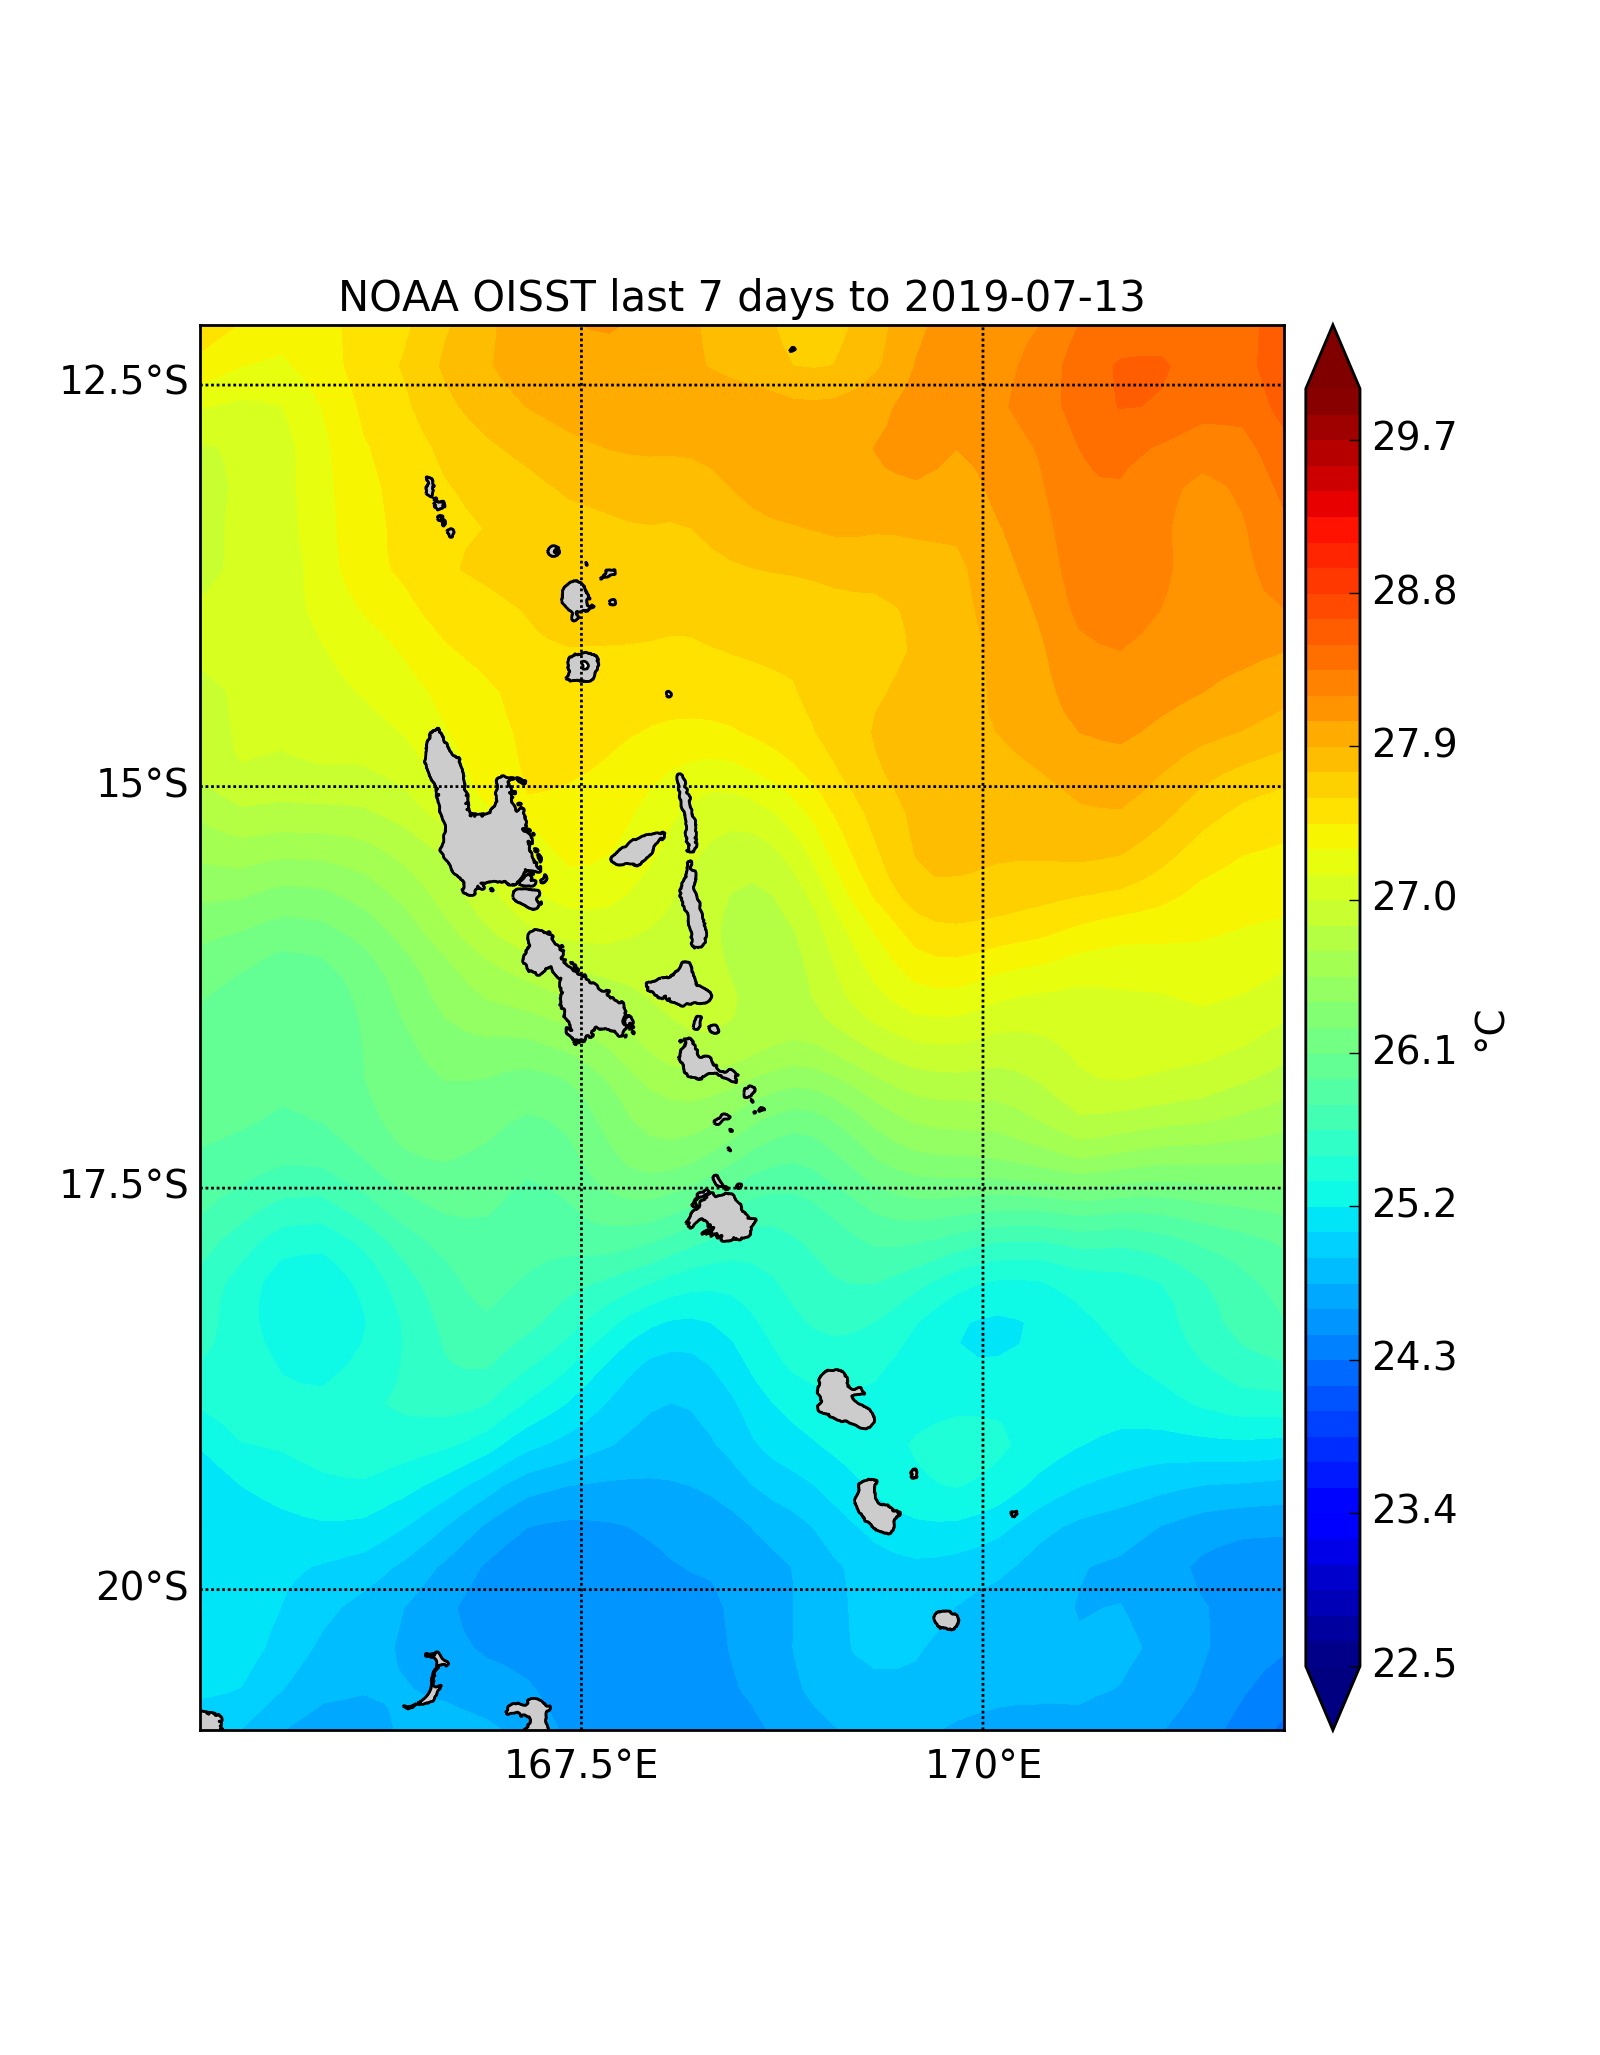 NOAA OISST last 7 days to 2019-07-13
12.5°S
15°S
17.5°S
20°S
167.5°E
170°E
29.7
28.8
27.9
27.0
26.1
25.2
24.3
23.4
22.5
°C